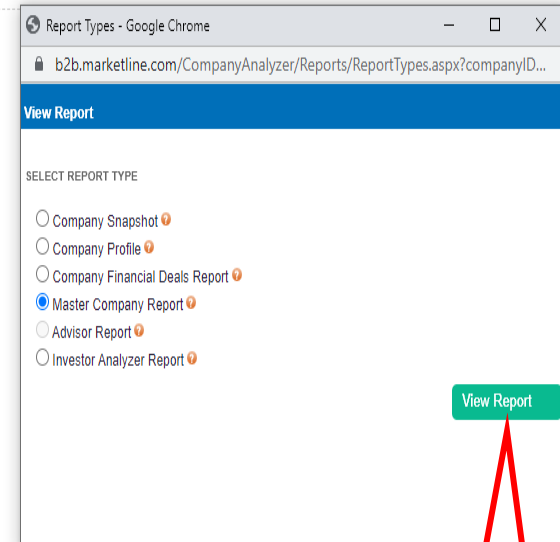 Report Types - Google Chrome
b2b.marketline.com/CompanyAnalyzer/Reports/ReportTypes.aspx?companyID...
View Report
SELECT REPORT TYPE
Company Snapshot ?
Company Profile ?
Company Financial Deals Report ?
Master Company Report ?
Advisor Report ?
Investor Analyzer Report ?
View Report